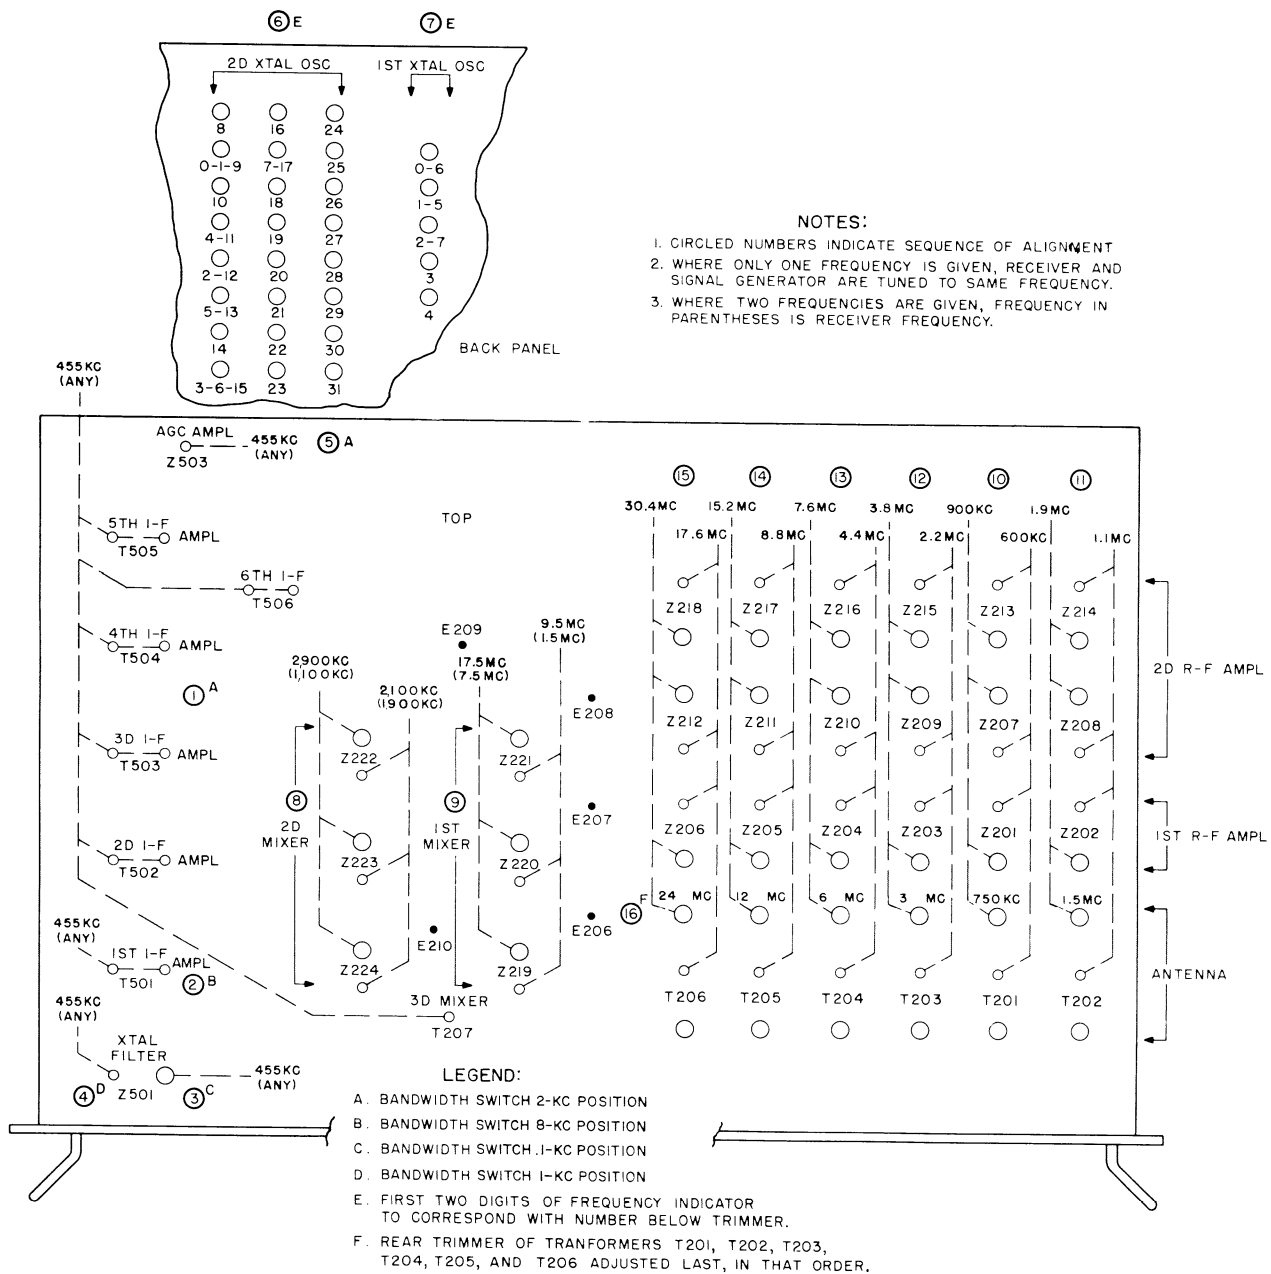 6 E 7 E
2D XTAL OSC 1ST XTAL OSC
8 16 24
0-1-9 7-17 25 0-6
10 18 26 1-5
4-11 19 27 2-7
2-12 20 28 3
5-13 21 29 4
14 22 30
3-6-15 23 31
BACK PANEL
NOTES:
1. CIRCLED NUMBERS INDICATE SEQUENCE OF ALIGNMENT
2. WHERE ONLY ONE FREQUENCY IS GIVEN, RECEIVER AND
SIGNAL GENERATOR ARE TUNED TO SAME FREQUENCY.
3. WHERE TWO FREQUENCIES ARE GIVEN, FREQUENCY IN
PARENTHESES IS RECEIVER FREQUENCY.
455KC
(ANY)
AGC AMPL
Z503
455KC
(ANY)
5 A
TOP
5TH I-F
AMPL
T505
6TH I-F
T506
4TH I-F
AMPL
T504
1 A
3D I-F
AMPL
T503
2D I-F
AMPL
T502
455KC
(ANY)
1ST I-F
AMPL
T501
2 B
455KC
(ANY)
XTAL
FILTER
4 D
Z501
3 C
455KC
(ANY)
2,900KC
(1,100KC)
2,100KC
(1,900KC)
Z222
8
2D
MIXER
Z223
Z224
E209
17.5MC
(7.5MC)
9.5MC
(1.5MC)
Z221
9
1ST
MIXER
Z220
Z219
E210
3D MIXER
T207
E208
E207
E206
15 14 13 12 10 11
30.4MC 15.2MC 7.6MC 3.8MC 900KC 1.9MC
17.6MC 8.8MC 4.4MC 2.2MC 600KC 1.1MC
Z218 Z217 Z216 Z215 Z213 Z214
2D R-F AMPL
Z212 Z211 Z210 Z209 Z207 Z208
Z206 Z205 Z204 Z203 Z201 Z202
1ST R-F AMPL
16 F
24 MC 12 MC 6 MC 3 MC 750KC 1.5MC
ANTENNA
T206 T205 T204 T203 T201 T202
LEGEND:
A. BANDWIDTH SWITCH 2-KC POSITION
B. BANDWIDTH SWITCH 8-KC POSITION
C. BANDWIDTH SWITCH .1-KC POSITION
D. BANDWIDTH SWITCH 1-KC POSITION
E. FIRST TWO DIGITS OF FREQUENCY INDICATOR
TO CORRESPOND WITH NUMBER BELOW TRIMMER.
F. REAR TRIMMER OF TRANFORMERS T201, T202, T203,
T204, T205, AND T206 ADJUSTED LAST, IN THAT ORDER.